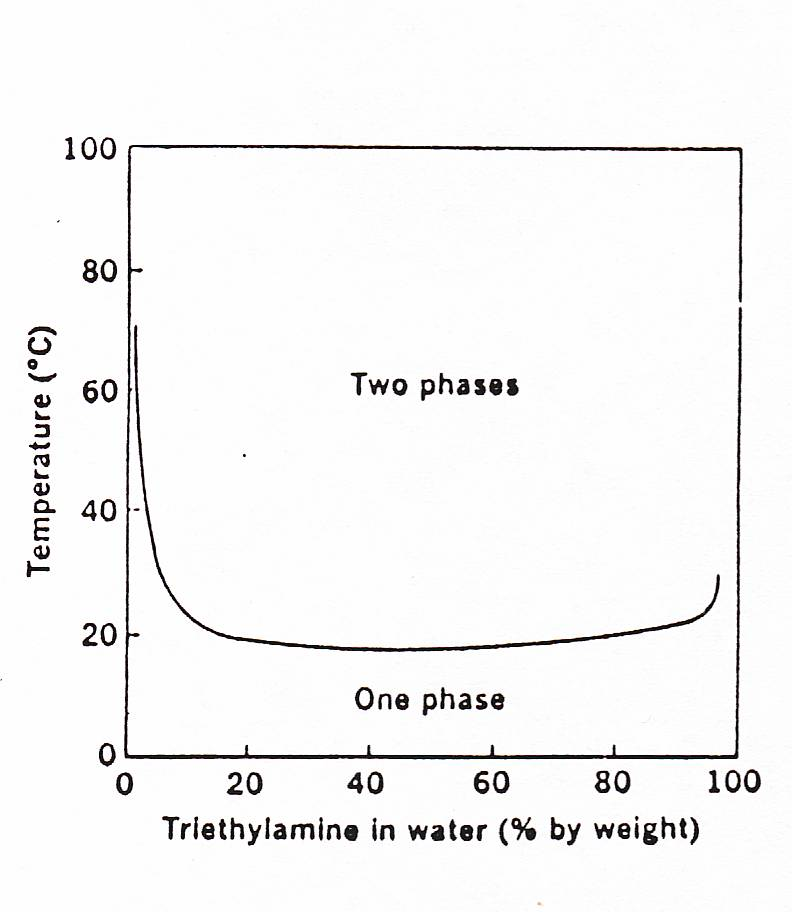 100
80
60
40
20
0
Temperature (°C)
Two phases
One phase
0 20 40 60 80 100
Triethylamine in water (% by weight)